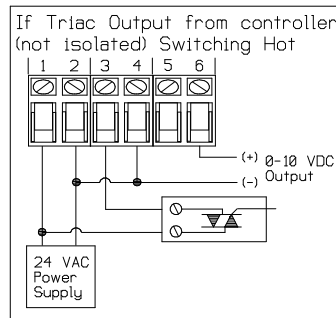 If Triac Output from controller
(not isolated) Switching Hot
1 2 3 4 5 6
(+) 0-10 VDC
Output
(-)
24 VAC
Power
Supply